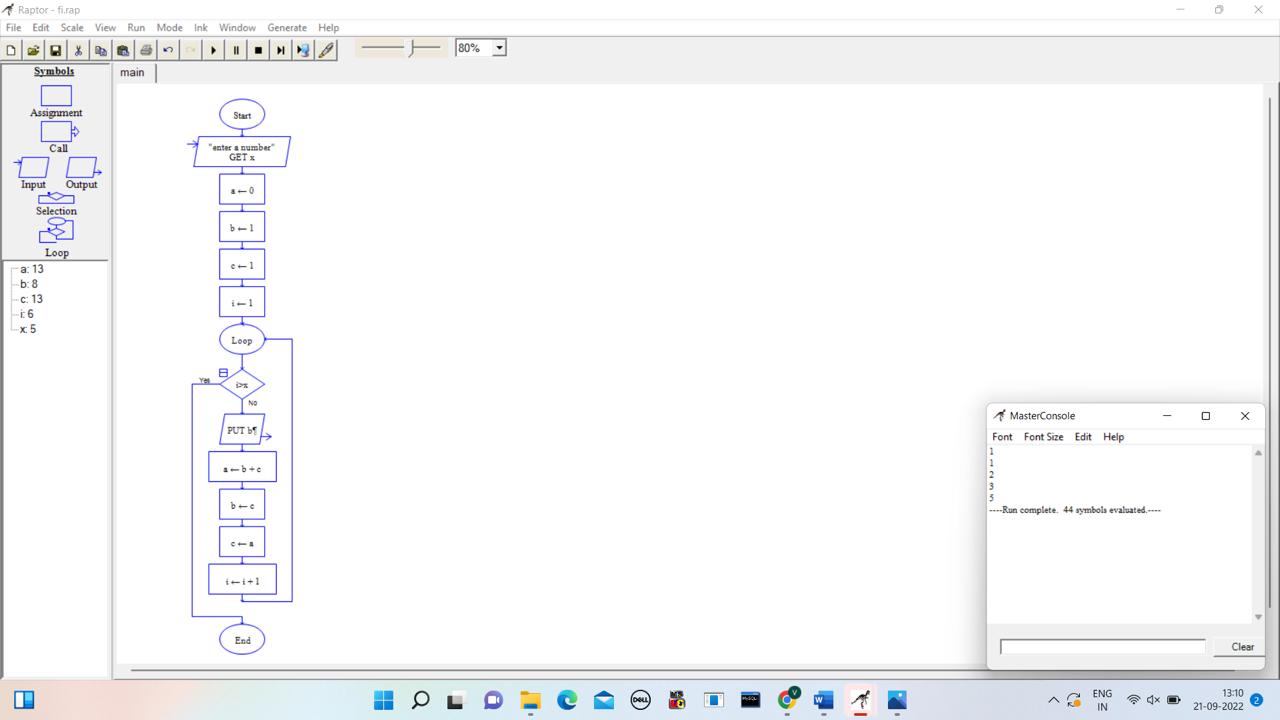 Raptor - fi.rap
File Edit Scale View Run Mode Ink Window Generate Help
80%
Symbols
Assignment
Call
Input Output
Selection
Loop
a: 13
b: 8
c: 13
i: 6
x: 5
main
Start
"enter a number"
GET x
a ← 0
b ← 1
c ← 1
i ← 1
Loop
Yes
i>x
No
PUT b¶
a ← b + c
b ← c
c ← a
i ← i + 1
End
MasterConsole
Font Font Size Edit Help
1
1
2
3
5
----Run complete. 44 symbols evaluated.----
Clear
DELL
MySQL
V
W
ENG
IN
13:10
21-09-2022
2